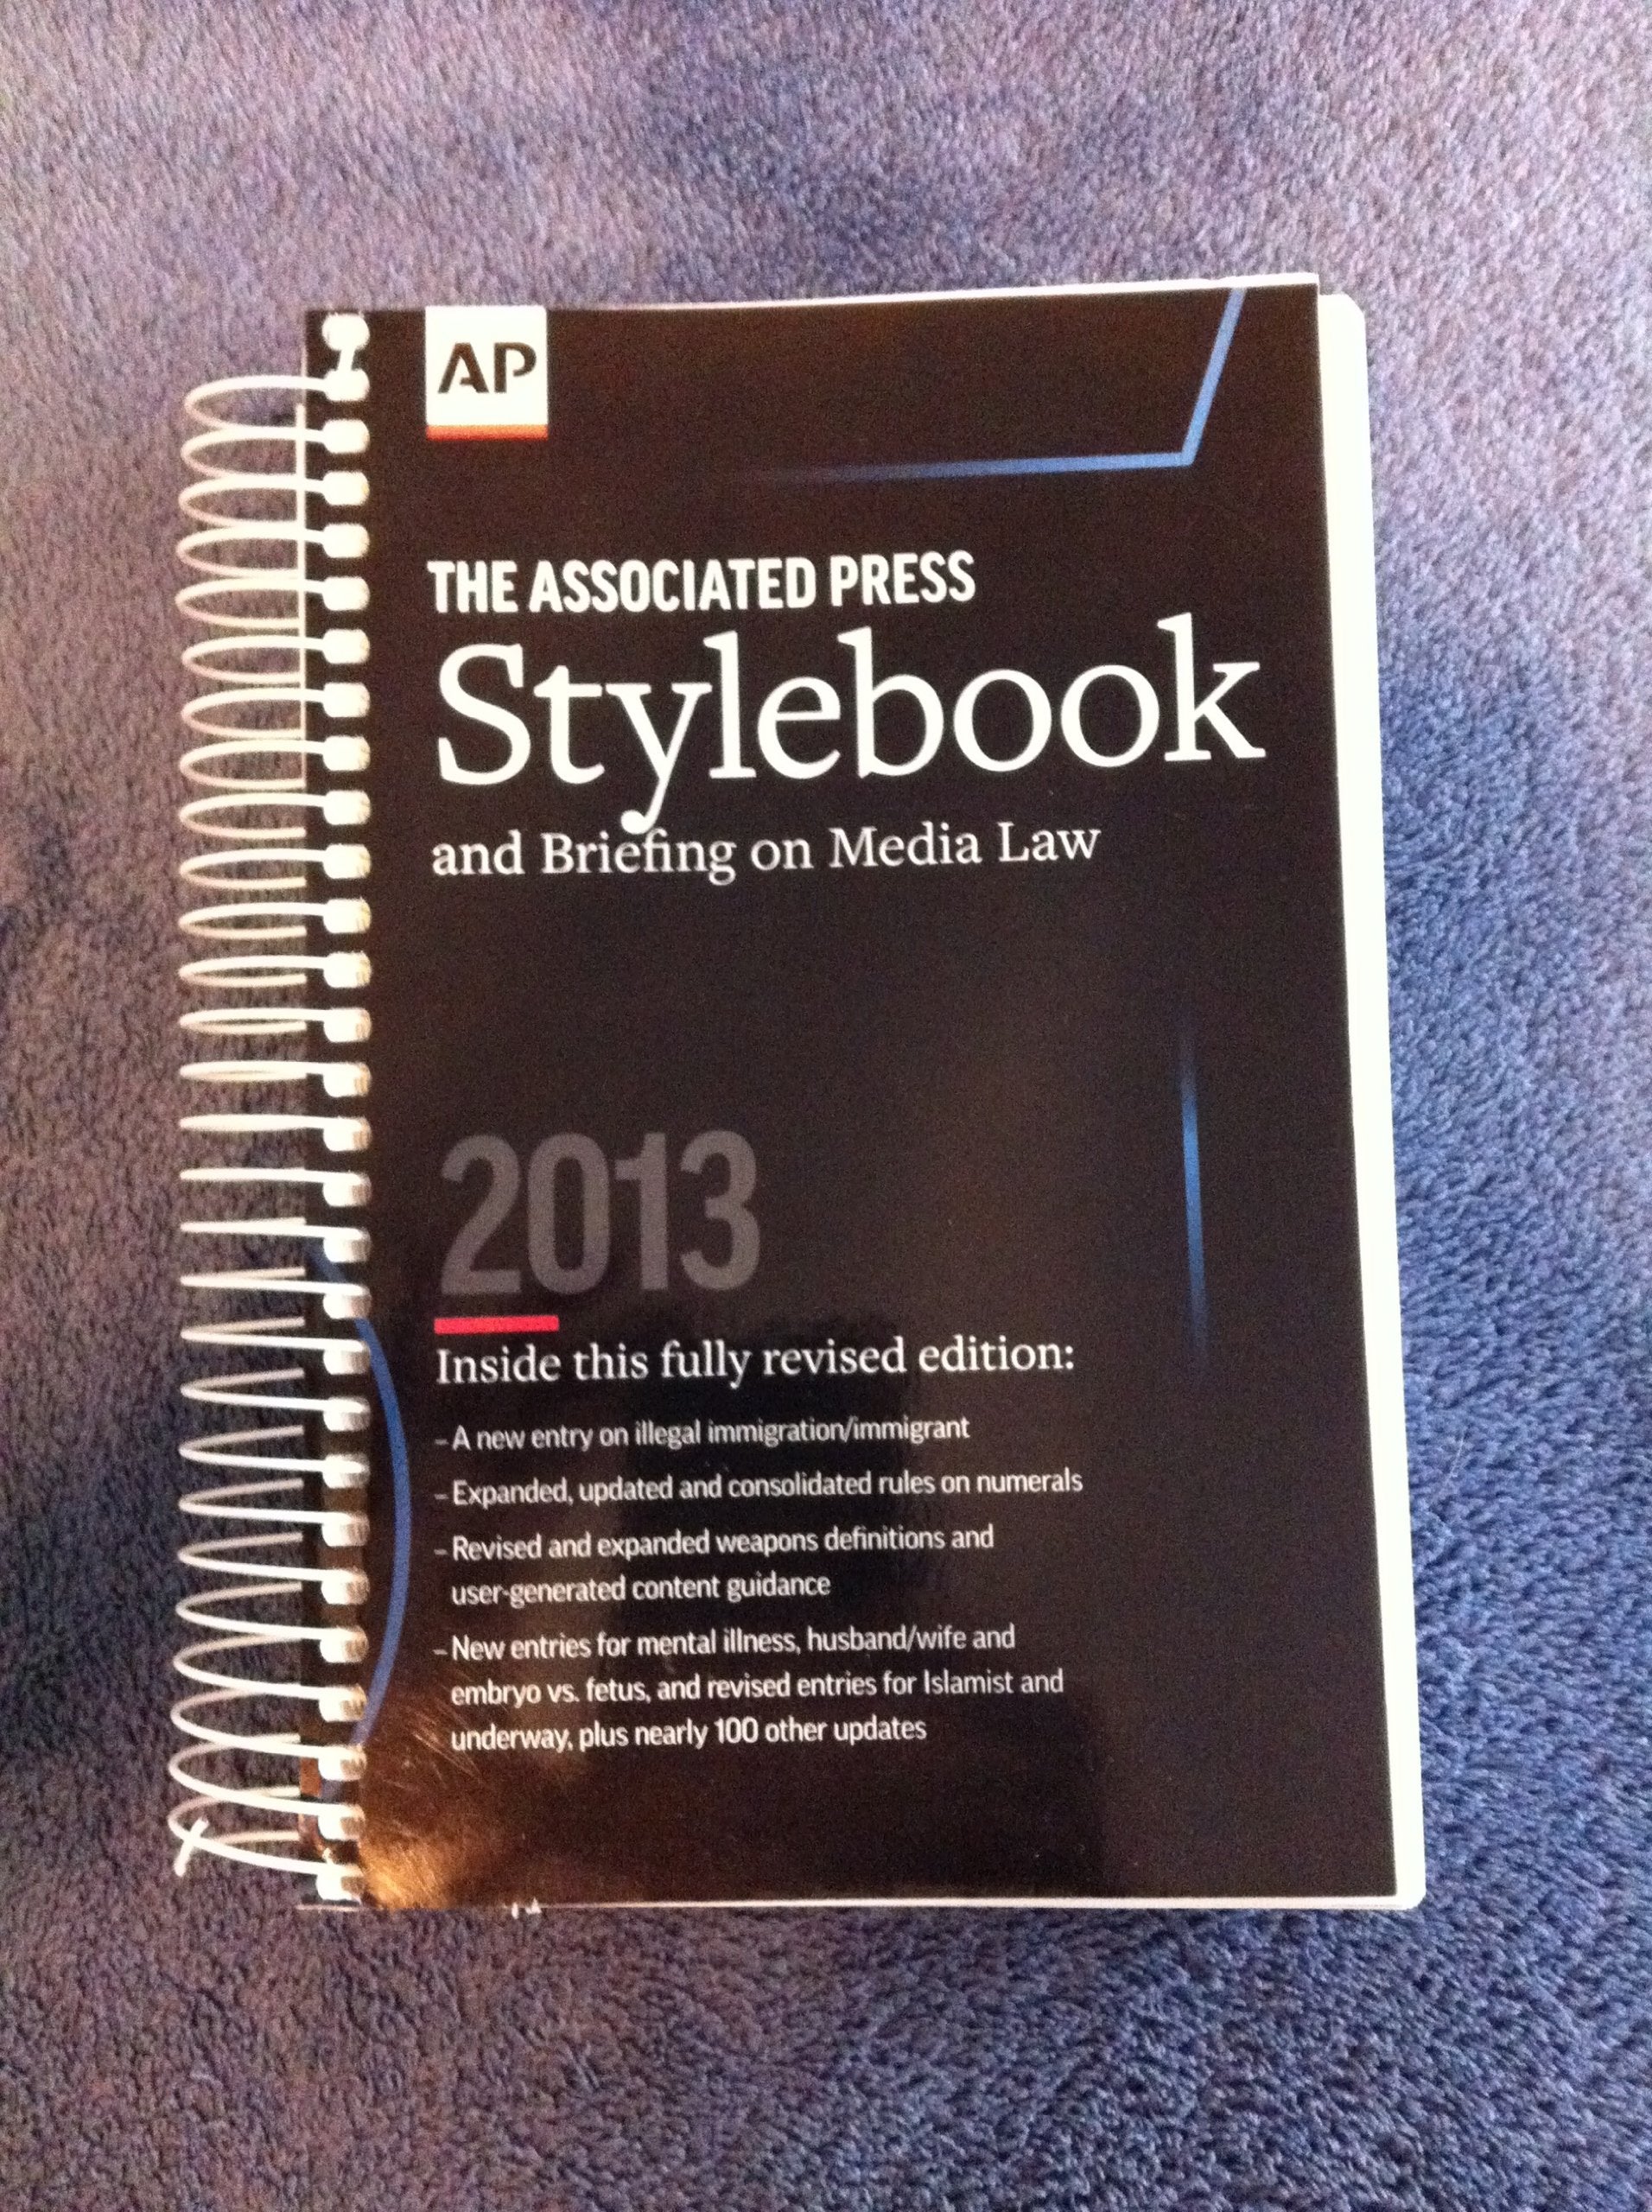 AP
THE ASSOCIATED PRESS
Stylebook
and Briefing on Media Law
2013
Inside this fully revised edition:
– A new entry on illegal immigration/immigrant
– Expanded, updated and consolidated rules on numerals
– Revised and expanded weapons definitions and
user-generated content guidance
– New entries for mental illness, husband/wife and
embryo vs. fetus, and revised entries for Islamist and
underway, plus nearly 100 other updates